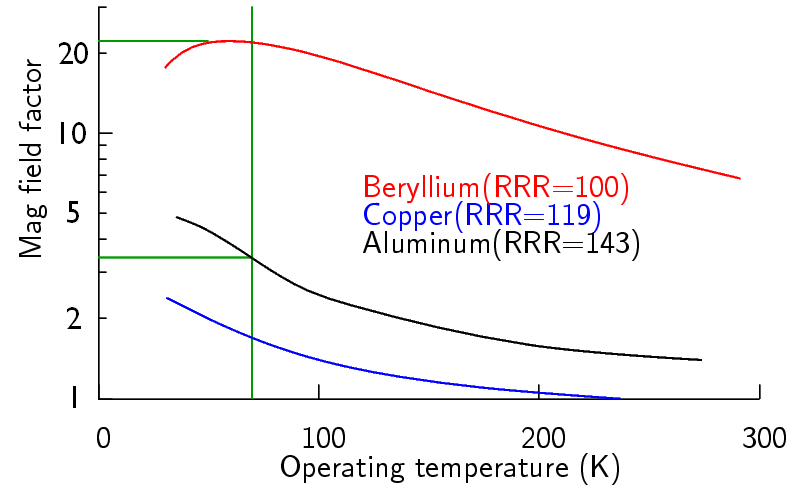 Mag field factor
20
10
5
2
1
Beryllium(RRR=100)
Copper(RRR=119)
Aluminum(RRR=143)
0 100 200 300
Operating temperature (K)